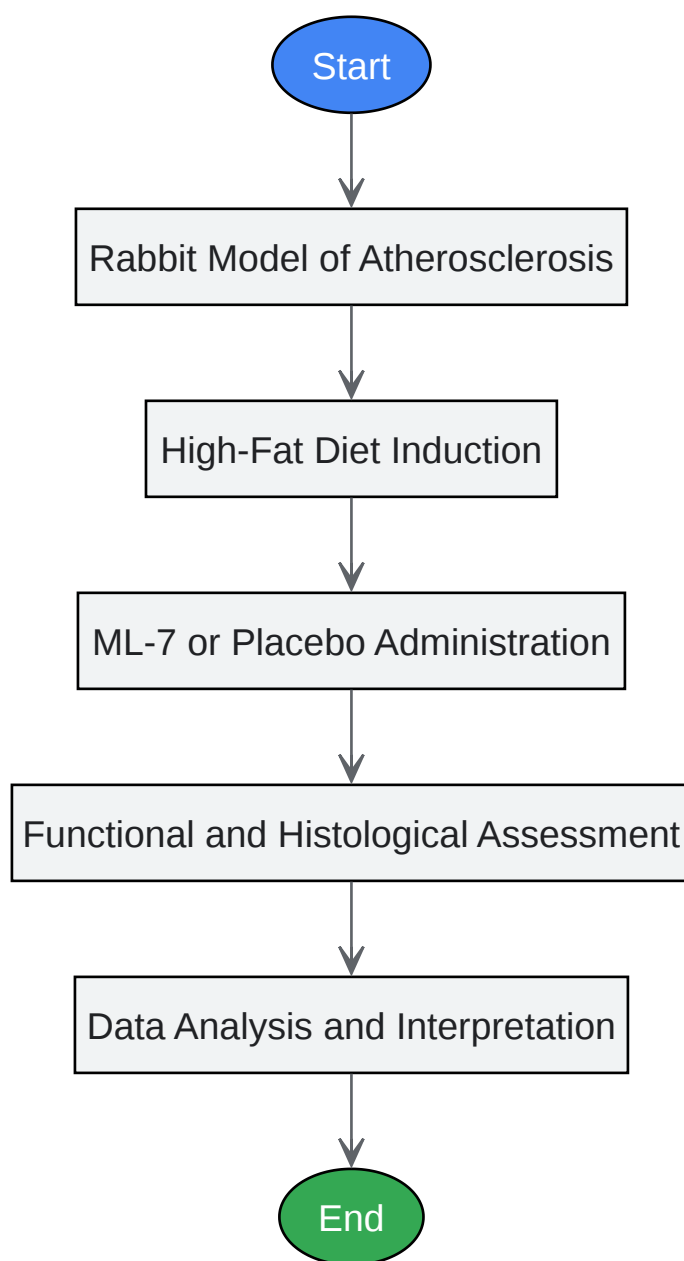 Start
Rabbit Model of Atherosclerosis
High-Fat Diet Induction
ML-7 or Placebo Administration
Functional and Histological Assessment
Data Analysis and Interpretation
End